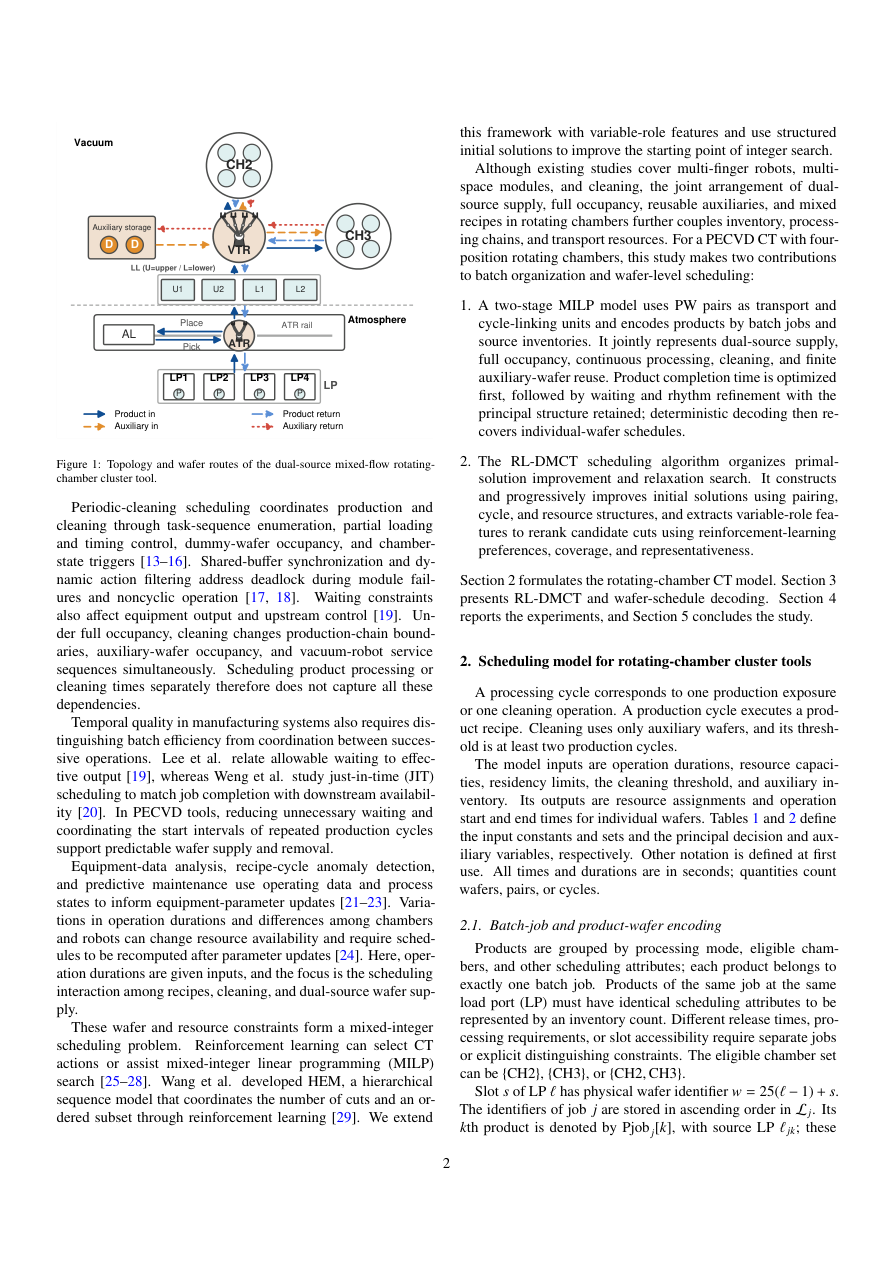 Vacuum
CH2
Auxiliary storage
D D
VTR
CH3
LL (U=upper / L=lower)
U1 U2 L1 L2
Atmosphere
AL
Place
Pick
ATR
ATR rail
LP1 LP2 LP3 LP4
P P P P
LP
Product in
Product return
Auxiliary in
Auxiliary return
Figure 1: Topology and wafer routes of the dual-source mixed-flow rotating-
chamber cluster tool.
Periodic-cleaning scheduling coordinates production and
cleaning through task-sequence enumeration, partial loading
and timing control, dummy-wafer occupancy, and chamber-
state triggers [13–16]. Shared-buffer synchronization and dy-
namic action filtering address deadlock during module fail-
ures and noncyclic operation [17, 18]. Waiting constraints
also affect equipment output and upstream control [19]. Un-
der full occupancy, cleaning changes production-chain bound-
aries, auxiliary-wafer occupancy, and vacuum-robot service
sequences simultaneously. Scheduling product processing or
cleaning times separately therefore does not capture all these
dependencies.
Temporal quality in manufacturing systems also requires dis-
tinguishing batch efficiency from coordination between succes-
sive operations. Lee et al. relate allowable waiting to effec-
tive output [19], whereas Weng et al. study just-in-time (JIT)
scheduling to match job completion with downstream availabil-
ity [20]. In PECVD tools, reducing unnecessary waiting and
coordinating the start intervals of repeated production cycles
support predictable wafer supply and removal.
Equipment-data analysis, recipe-cycle anomaly detection,
and predictive maintenance use operating data and process
states to inform equipment-parameter updates [21–23]. Varia-
tions in operation durations and differences among chambers
and robots can change resource availability and require sched-
ules to be recomputed after parameter updates [24]. Here, oper-
ation durations are given inputs, and the focus is the scheduling
interaction among recipes, cleaning, and dual-source wafer sup-
ply.
These wafer and resource constraints form a mixed-integer
scheduling problem. Reinforcement learning can select CT
actions or assist mixed-integer linear programming (MILP)
search [25–28]. Wang et al. developed HEM, a hierarchical
sequence model that coordinates the number of cuts and an or-
dered subset through reinforcement learning [29]. We extend
this framework with variable-role features and use structured
initial solutions to improve the starting point of integer search.
Although existing studies cover multi-finger robots, multi-
space modules, and cleaning, the joint arrangement of dual-
source supply, full occupancy, reusable auxiliaries, and mixed
recipes in rotating chambers further couples inventory, process-
ing chains, and transport resources. For a PECVD CT with four-
position rotating chambers, this study makes two contributions
to batch organization and wafer-level scheduling:
1. A two-stage MILP model uses PW pairs as transport and
cycle-linking units and encodes products by batch jobs and
source inventories. It jointly represents dual-source supply,
full occupancy, continuous processing, cleaning, and finite
auxiliary-wafer reuse. Product completion time is optimized
first, followed by waiting and rhythm refinement with the
principal structure retained; deterministic decoding then re-
covers individual-wafer schedules.
2. The RL-DMCT scheduling algorithm organizes primal-
solution improvement and relaxation search. It constructs
and progressively improves initial solutions using pairing,
cycle, and resource structures, and extracts variable-role fea-
tures to rerank candidate cuts using reinforcement-learning
preferences, coverage, and representativeness.
Section 2 formulates the rotating-chamber CT model. Section 3
presents RL-DMCT and wafer-schedule decoding. Section 4
reports the experiments, and Section 5 concludes the study.
2. Scheduling model for rotating-chamber cluster tools
A processing cycle corresponds to one production exposure
or one cleaning operation. A production cycle executes a prod-
uct recipe. Cleaning uses only auxiliary wafers, and its thresh-
old is at least two production cycles.
The model inputs are operation durations, resource capaci-
ties, residency limits, the cleaning threshold, and auxiliary in-
ventory. Its outputs are resource assignments and operation
start and end times for individual wafers. Tables 1 and 2 define
the input constants and sets and the principal decision and aux-
iliary variables, respectively. Other notation is defined at first
use. All times and durations are in seconds; quantities count
wafers, pairs, or cycles.
2.1. Batch-job and product-wafer encoding
Products are grouped by processing mode, eligible cham-
bers, and other scheduling attributes; each product belongs to
exactly one batch job. Products of the same job at the same
load port (LP) must have identical scheduling attributes to be
represented by an inventory count. Different release times, pro-
cessing requirements, or slot accessibility require separate jobs
or explicit distinguishing constraints. The eligible chamber set
can be {CH2}, {CH3}, or {CH2, CH3}.
Slot s of LP ℓ has physical wafer identifier w = 25(ℓ − 1) + s.
The identifiers of job j are stored in ascending order in ℒj. Its
kth product is denoted by Pjobj[k], with source LP ℓjk; these
2